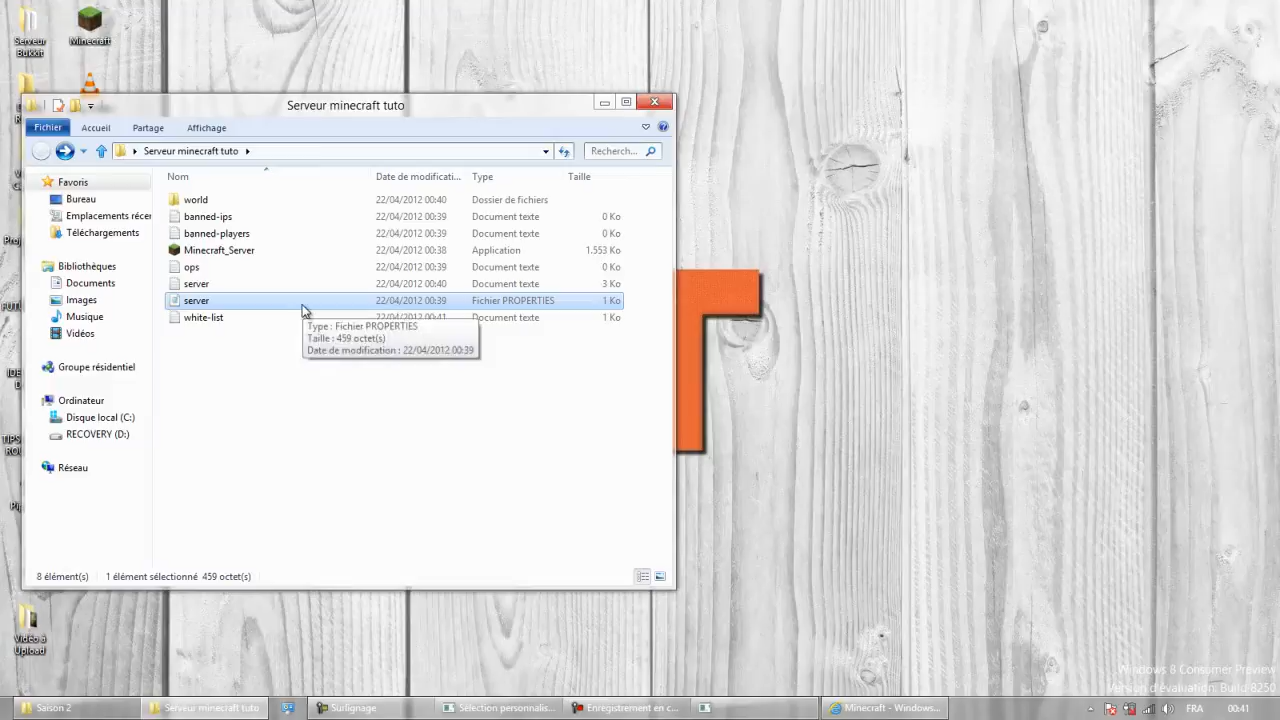 Serveur
Bukkit
Minecraft
Serveur minecraft tuto
Fichier Accueil Partage Affichage
Serveur minecraft tuto
Recherch...
Nom Date de modificati... Type Taille
Favoris
Bureau
Emplacements récen
Téléchargements
Bibliothèques
Documents
Images
Musique
Vidéos
Groupe résidentiel
Ordinateur
Disque local (C:)
RECOVERY (D:)
Réseau
world 22/04/2012 00:40 Dossier de fichiers
banned-ips 22/04/2012 00:39 Document texte 0 Ko
banned-players 22/04/2012 00:39 Document texte 0 Ko
Minecraft_Server 22/04/2012 00:38 Application 1.553 Ko
ops 22/04/2012 00:39 Document texte 0 Ko
server 22/04/2012 00:40 Document texte 3 Ko
server 22/04/2012 00:39 Fichier PROPERTIES 1 Ko
white-list 22/04/2012 00:41 Document texte 1 Ko
Type : Fichier PROPERTIES
Taille : 459 octet(s)
Date de modification : 22/04/2012 00:39
8 élément(s) 1 élément sélectionné 459 octet(s)
Vidéo à
Upload
Windows 8 Consumer Preview
Version d'évaluation. Build 8250
Saison 2 Serveur minecraft tuto Surlignage Sélection personnalis... Enregistrement en c... Minecraft - Windows... FRA 00:41